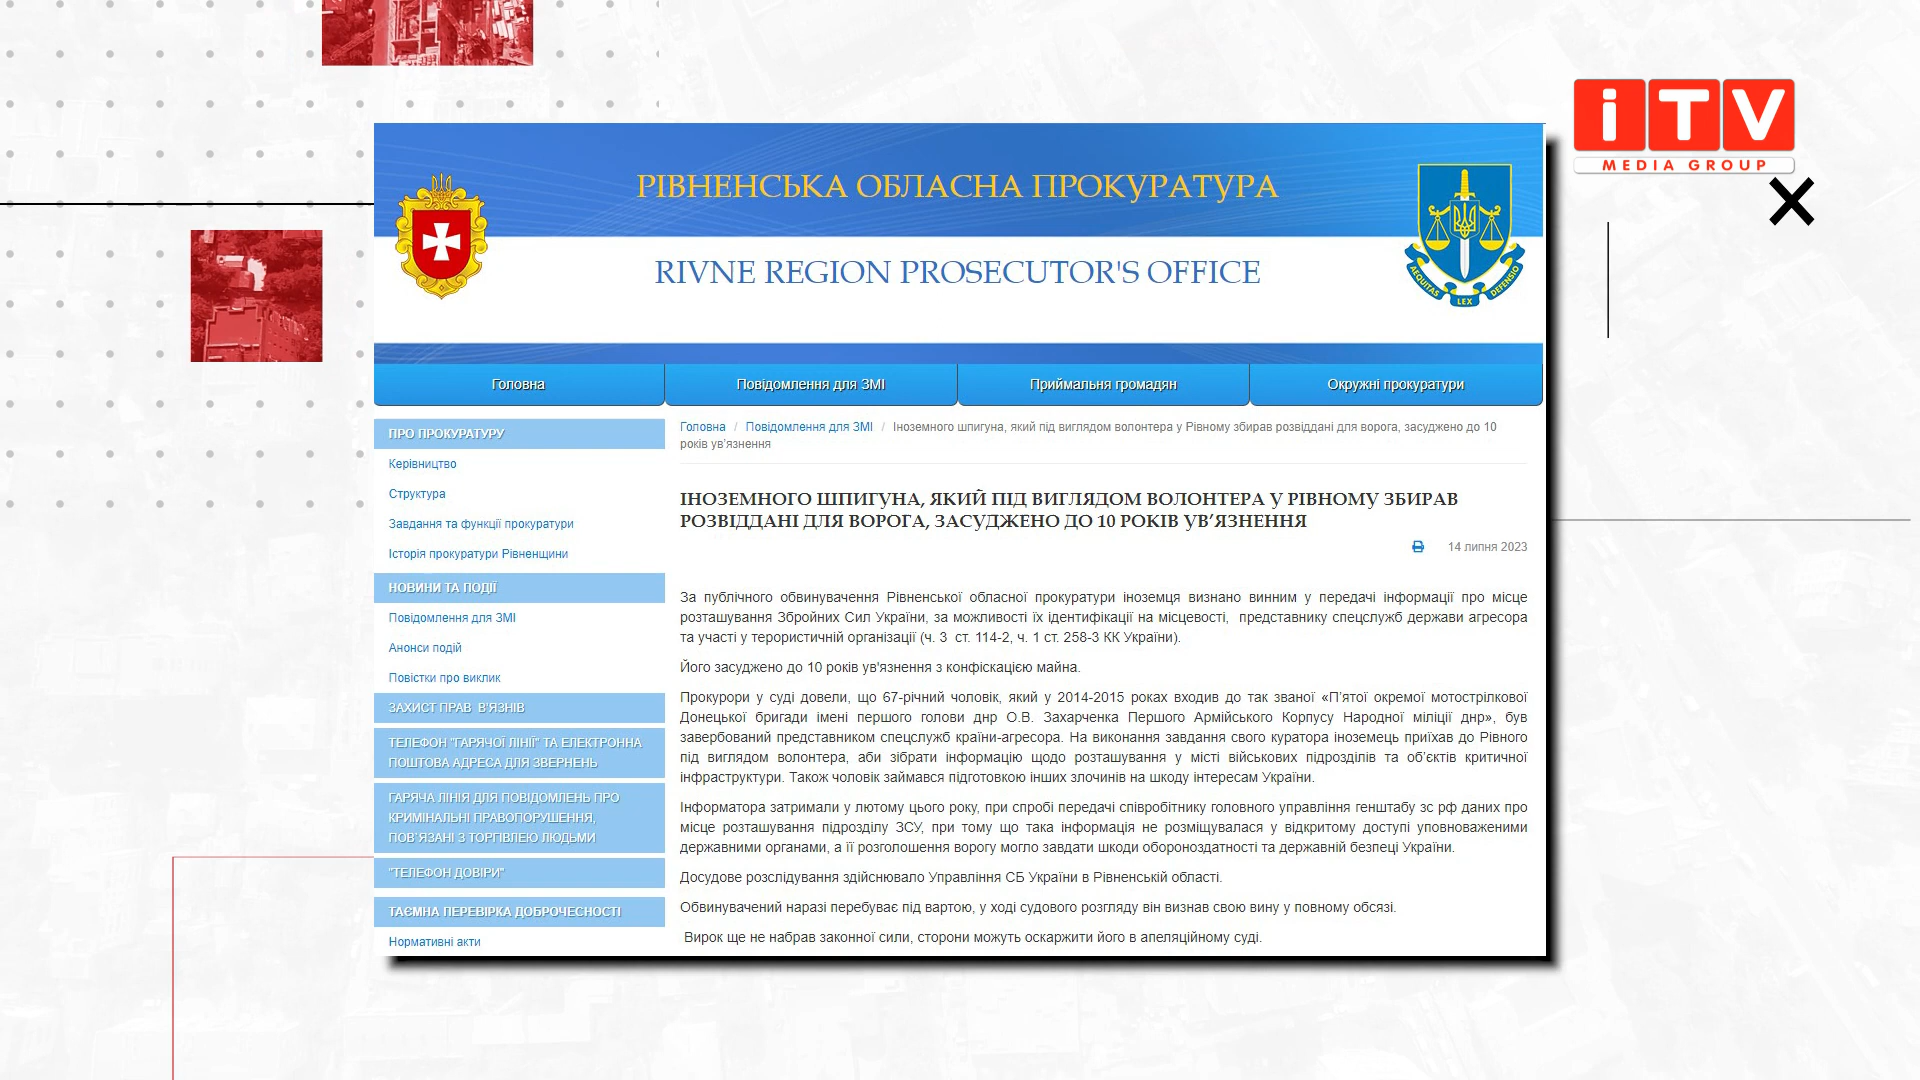 iTV
MEDIA GROUP
РІВНЕНСЬКА ОБЛАСНА ПРОКУРАТУРА
RIVNE REGION PROSECUTOR'S OFFICE
AEQUITAS LEX DEFENSIO
Головна
Повідомлення для ЗМІ
Приймальня громадян
Окружні прокуратури
ПРО ПРОКУРАТУРУ
Керівництво
Структура
Завдання та функції прокуратури
Історія прокуратури Рівненщини
НОВИНИ ТА ПОДІЇ
Повідомлення для ЗМІ
Анонси подій
Повістки про виклик
ЗАХИСТ ПРАВ В'ЯЗНІВ
ТЕЛЕФОН "ГАРЯЧОЇ ЛІНІЇ" ТА ЕЛЕКТРОННА
ПОШТОВА АДРЕСА ДЛЯ ЗВЕРНЕНЬ
ГАРЯЧА ЛІНІЯ ДЛЯ ПОВІДОМЛЕНЬ ПРО
КРИМІНАЛЬНІ ПРАВОПОРУШЕННЯ,
ПОВ`ЯЗАНІ З ТОРГІВЛЕЮ ЛЮДЬМИ
"ТЕЛЕФОН ДОВІРИ"
ТАЄМНА ПЕРЕВІРКА ДОБРОЧЕСНОСТІ
Нормативні акти
Головна / Повідомлення для ЗМІ / Іноземного шпигуна, який під виглядом волонтера у Рівному збирав розвіддані для ворога, засуджено до 10
років ув’язнення
ІНОЗЕМНОГО ШПИГУНА, ЯКИЙ ПІД ВИГЛЯДОМ ВОЛОНТЕРА У РІВНОМУ ЗБИРАВ
РОЗВІДДАНІ ДЛЯ ВОРОГА, ЗАСУДЖЕНО ДО 10 РОКІВ УВ’ЯЗНЕННЯ
14 липня 2023
За публічного обвинувачення Рівненської обласної прокуратури іноземця визнано винним у передачі інформації про місце
розташування Збройних Сил України, за можливості їх ідентифікації на місцевості, представнику спецслужб держави агресора
та участі у терористичній організації (ч. 3 ст. 114-2, ч. 1 ст. 258-3 КК України).
Його засуджено до 10 років ув'язнення з конфіскацією майна.
Прокурори у суді довели, що 67-річний чоловік, який у 2014-2015 роках входив до так званої «П’ятої окремої мотострілкової
Донецької бригади імені першого голови днр О.В. Захарченка Першого Армійського Корпусу Народної міліції днр», був
завербований представником спецслужб країни-агресора. На виконання завдання свого куратора іноземець приїхав до Рівного
під виглядом волонтера, аби зібрати інформацію щодо розташування у місті військових підрозділів та об’єктів критичної
інфраструктури. Також чоловік займався підготовкою інших злочинів на шкоду інтересам України.
Інформатора затримали у лютому цього року, при спробі передачі співробітнику головного управління генштабу зс рф даних про
місце розташування підрозділу ЗСУ, при тому що така інформація не розміщувалася у відкритому доступі уповноваженими
державними органами, а її розголошення ворогу могло завдати шкоди обороноздатності та державній безпеці України.
Досудове розслідування здійснювало Управління СБ України в Рівненській області.
Обвинувачений наразі перебуває під вартою, у ході судового розгляду він визнав свою вину у повному обсязі.
Вирок ще не набрав законної сили, сторони можуть оскаржити його в апеляційному суді.